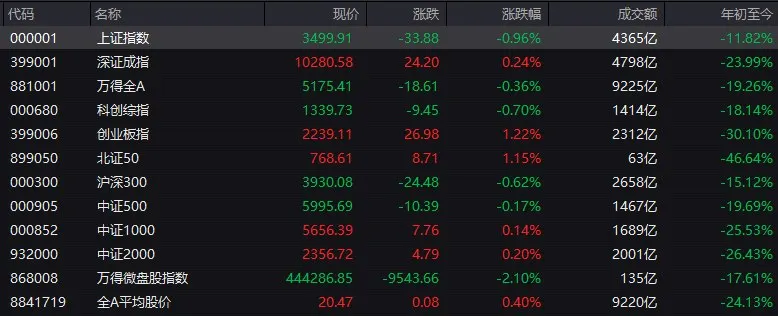 代码 名称 现价 涨跌 涨跌幅 成交额 年初至今
000001 上证指数 3499.91 -33.88 -0.96% 4365亿 -11.82%
399001 深证成指 10280.58 24.20 0.24% 4798亿 -23.99%
881001 万得全A 5175.41 -18.61 -0.36% 9225亿 -19.26%
000680 科创综指 1339.73 -9.45 -0.70% 1414亿 -18.14%
399006 创业板指 2239.11 26.98 1.22% 2312亿 -30.10%
899050 北证50 768.61 8.71 1.15% 63亿 -46.64%
000300 沪深300 3930.08 -24.48 -0.62% 2658亿 -15.12%
000905 中证500 5995.69 -10.39 -0.17% 1467亿 -19.69%
000852 中证1000 5656.39 7.76 0.14% 1689亿 -25.53%
932000 中证2000 2356.72 4.79 0.20% 2001亿 -26.43%
868008 万得微盘股指数 444286.85 -9543.66 -2.10% 135亿 -17.61%
8841719 全A平均股价 20.47 0.08 0.40% 9220亿 -24.13%